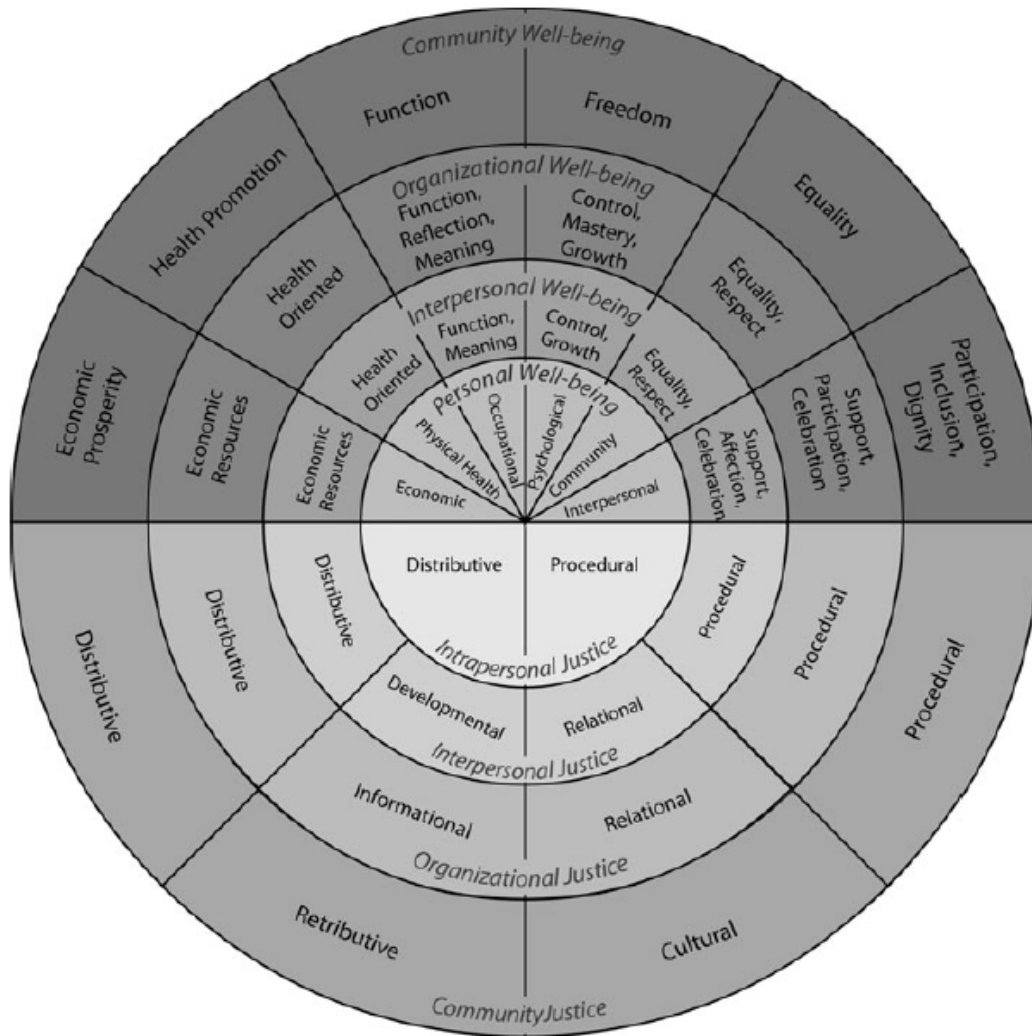 Community Well-being
Function
Freedom
Health Promotion
Equality
Economic
Prosperity
Participation,
Inclusion,
Dignity
Organizational Well-being
Function,
Reflection,
Meaning
Control,
Mastery,
Growth
Health
Oriented
Equality,
Respect
Economic
Resources
Support,
Participation,
Celebration
Interpersonal Well-being
Function,
Meaning
Control,
Growth
Health
Oriented
Equality,
Respect
Economic
Resources
Support,
Affection,
Celebration
Personal Well-being
Economic
Physical Health
Occupational
Psychological
Community
Interpersonal
Distributive
Procedural
Intrapersonal Justice
Distributive
Procedural
Developmental
Relational
Interpersonal Justice
Distributive
Procedural
Informational
Relational
Organizational Justice
Distributive
Procedural
Retributive
Cultural
CommunityJustice